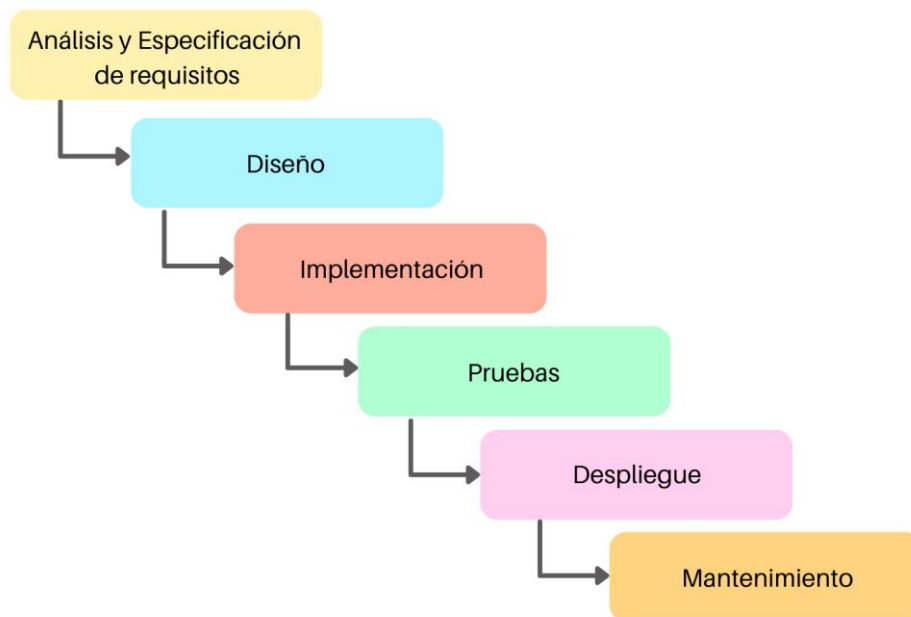 Análisis y Especificación
de requisitos
Diseño
Implementación
Pruebas
Despliegue
Mantenimiento